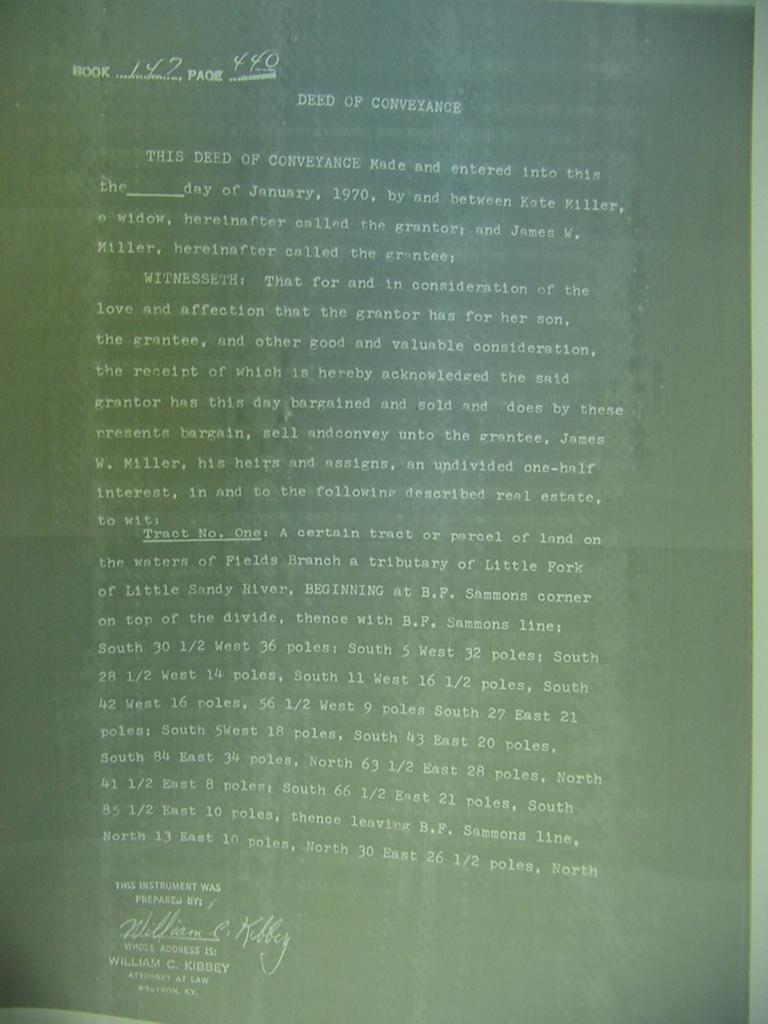 BOOK 147, PAGE 440
DEED OF CONVEYANCE
THIS DEED OF CONVEYANCE Made and entered into this
the______day of January, 1970, by and between Kate Miller,
a widow, hereinafter called the grantor; and James W.
Miller, hereinafter called the grantee;
WITNESSETH: That for and in consideration of the
love and affection that the grantor has for her son,
the grantee, and other good and valuable consideration,
the receipt of which is hereby acknowledged the said
grantor has this day bargained and sold and does by these
presents bargain, sell andconvey unto the grantee, James
W. Miller, his heirs and assigns, an undivided one-half
interest, in and to the following described real estate,
to wit:
Tract No. One: A certain tract or parcel of land on
the waters of Fields Branch a tributary of Little Fork
of Little Sandy River, BEGINNING at B.F. Sammons corner
on top of the divide, thence with B.F. Sammons line;
South 30 1/2 West 36 poles; South 5 West 32 poles; South
28 1/2 West 14 poles, South 11 West 16 1/2 poles, South
42 West 16 poles, 56 1/2 West 9 poles South 27 East 21
poles; South 5West 18 poles, South 43 East 20 poles,
South 84 East 34 poles, North 63 1/2 East 28 poles, North
41 1/2 East 8 poles; South 66 1/2 East 21 poles, South
85 1/2 East 10 poles, thence leaving B.F. Sammons line,
North 13 East 10 poles, North 30 East 26 1/2 poles, North
THIS INSTRUMENT WAS
PREPARED BY:
William C. Kibbey
WHOSE ADDRESS IS:
WILLIAM C. KIBBEY
ATTORNEY AT LAW
GRAYSON, KY.